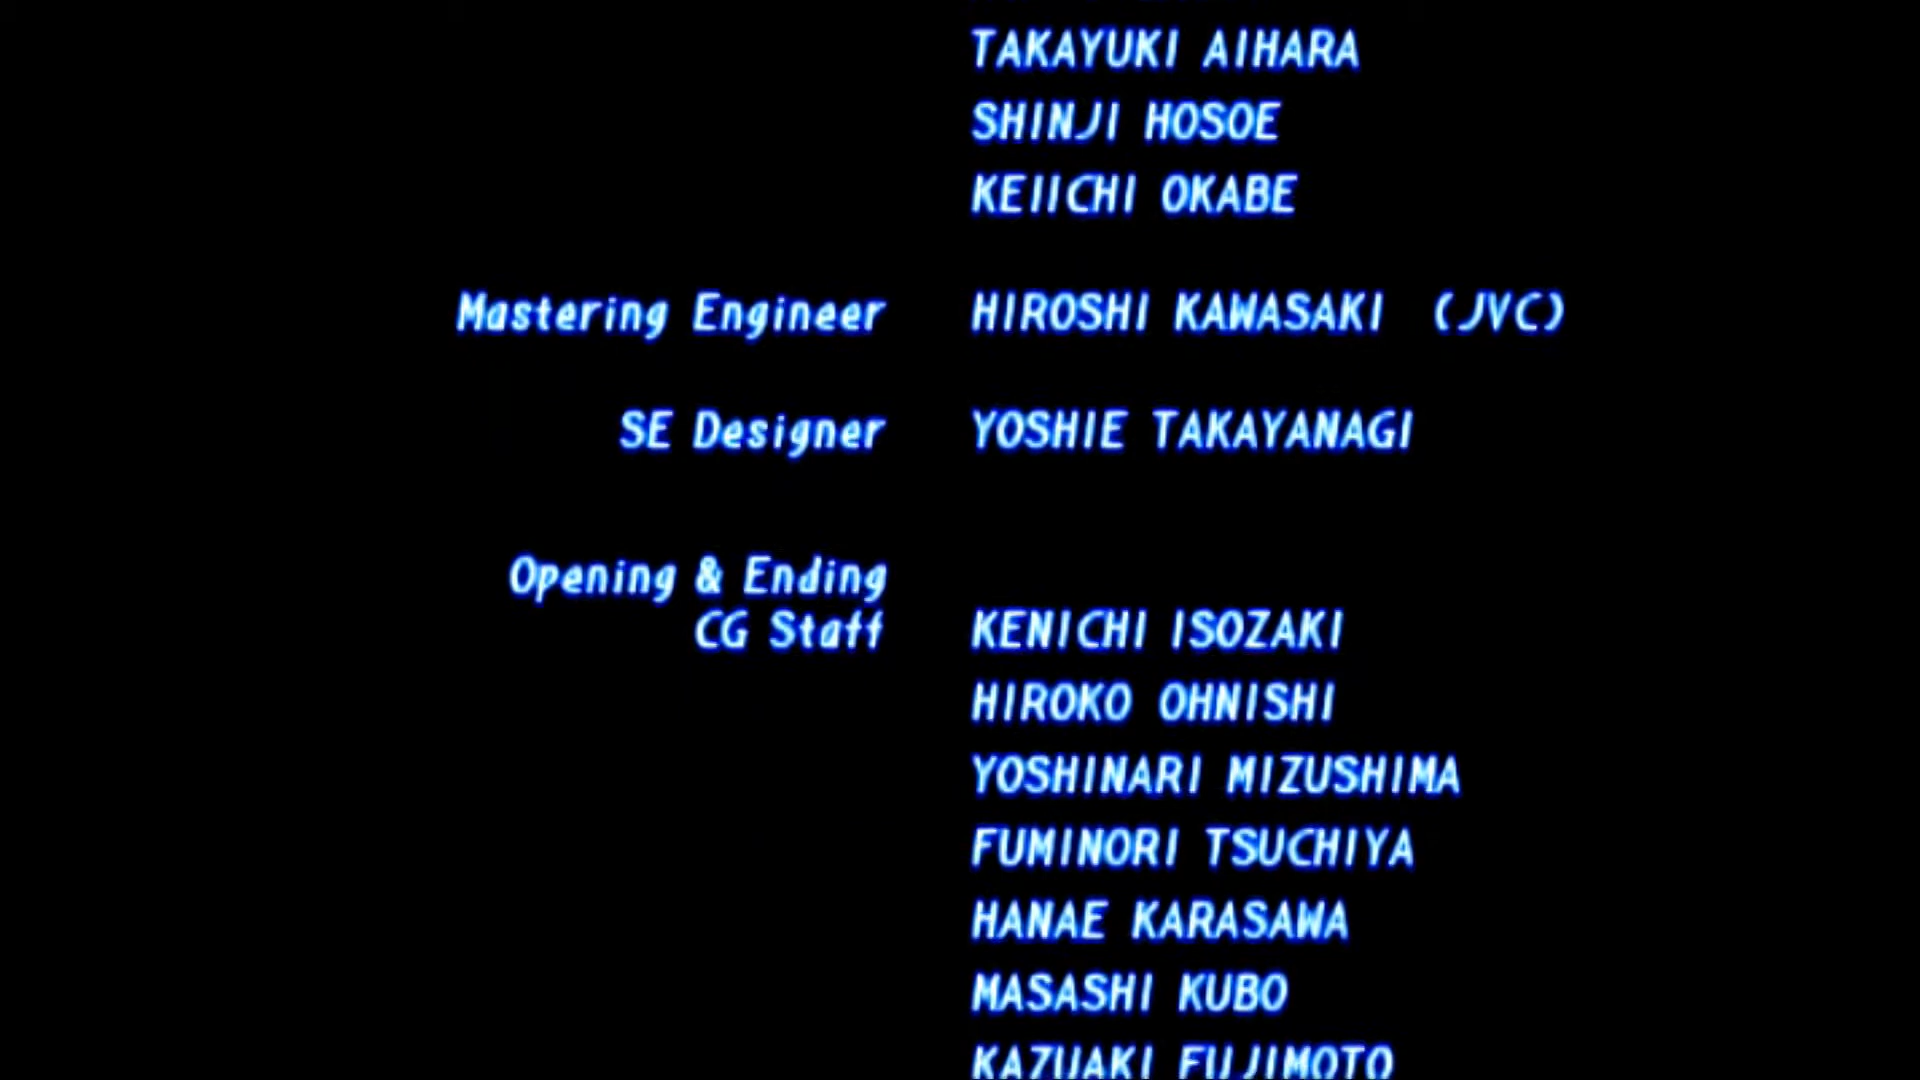 TAKAYUKI AIHARA
SHINJI HOSOE
KEIICHI OKABE
Mastering Engineer HIROSHI KAWASAKI (JVC)
SE Designer YOSHIE TAKAYANAGI
Opening & Ending
CG Staff KENICHI ISOZAKI
HIROKO OHNISHI
YOSHINARI MIZUSHIMA
FUMINORI TSUCHIYA
HANAE KARASAWA
MASASHI KUBO
KAZUAKI FUJIMOTO